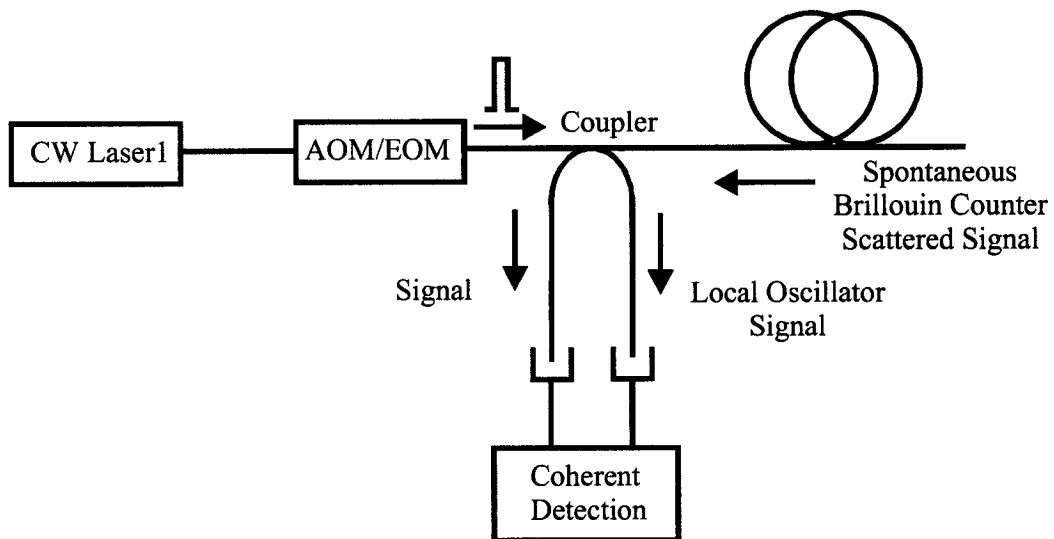 CW Laser1
AOM/EOM
Coupler
Spontaneous
Brillouin Counter
Scattered Signal
Signal
Local Oscillator
Signal
Coherent
Detection